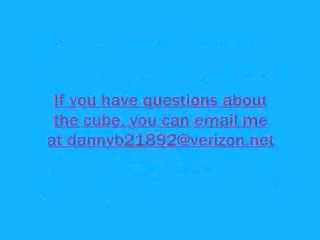 If you have questions about
the cube, you can email me
at dannyb21892@verizon.net